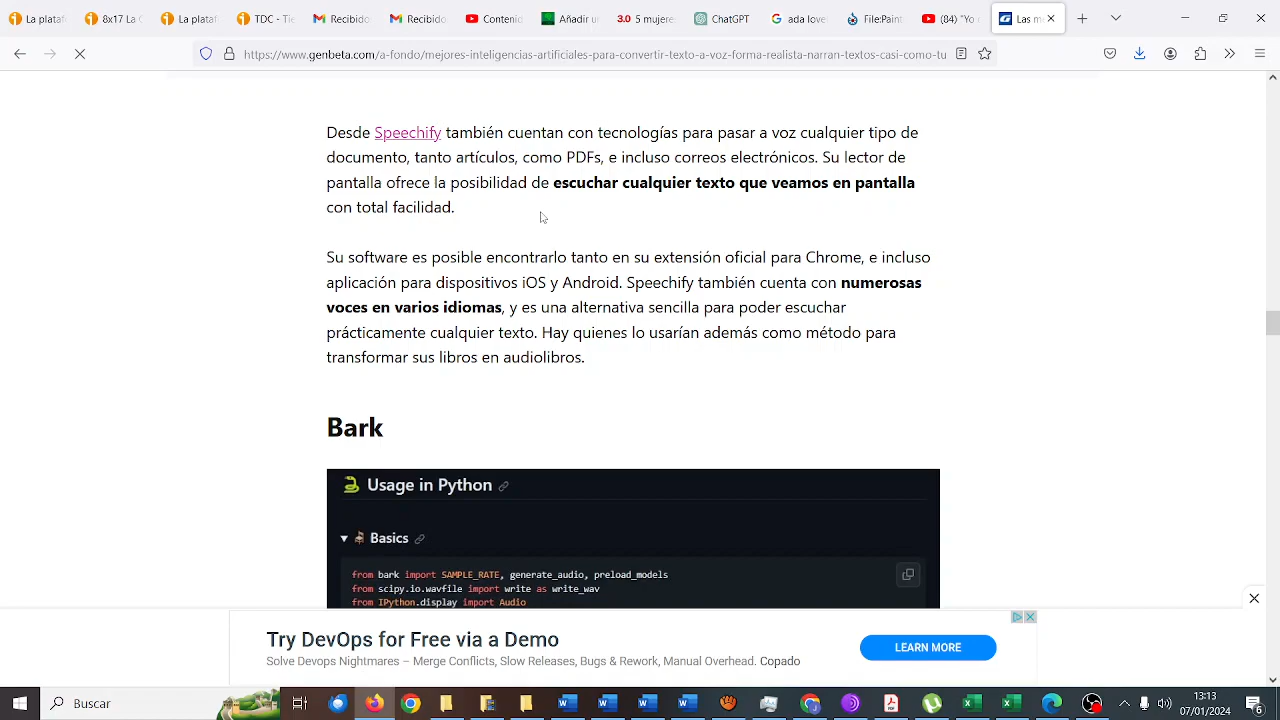 La plataf
8x17 La c
La platafo
TDC - Tin
Recibido
Recibido
Contenic
Añadir un
3.0 5 mujere
ChatGPT
ada lovel
FilePaint
(84) "Yo
Las m
https://www.genbeta.com/a-fondo/mejores-inteligencias-artificiales-para-convertir-texto-a-voz-forma-realista-narran-textos-casi-como-tu
Desde Speechify también cuentan con tecnologías para pasar a voz cualquier tipo de
documento, tanto artículos, como PDFs, e incluso correos electrónicos. Su lector de
pantalla ofrece la posibilidad de escuchar cualquier texto que veamos en pantalla
con total facilidad.
Su software es posible encontrarlo tanto en su extensión oficial para Chrome, e incluso
aplicación para dispositivos iOS y Android. Speechify también cuenta con numerosas
voces en varios idiomas, y es una alternativa sencilla para poder escuchar
prácticamente cualquier texto. Hay quienes lo usarían además como método para
transformar sus libros en audiolibros.
Bark
Usage in Python
Basics
from bark import SAMPLE_RATE, generate_audio, preload_models
from scipy.io.wavfile import write as write_wav
from IPython.display import Audio
Try DevOps for Free via a Demo
Solve Devops Nightmares – Merge Conflicts, Slow Releases, Bugs & Rework, Manual Overhead. Copado
LEARN MORE
Buscar
13:13
07/01/2024
6